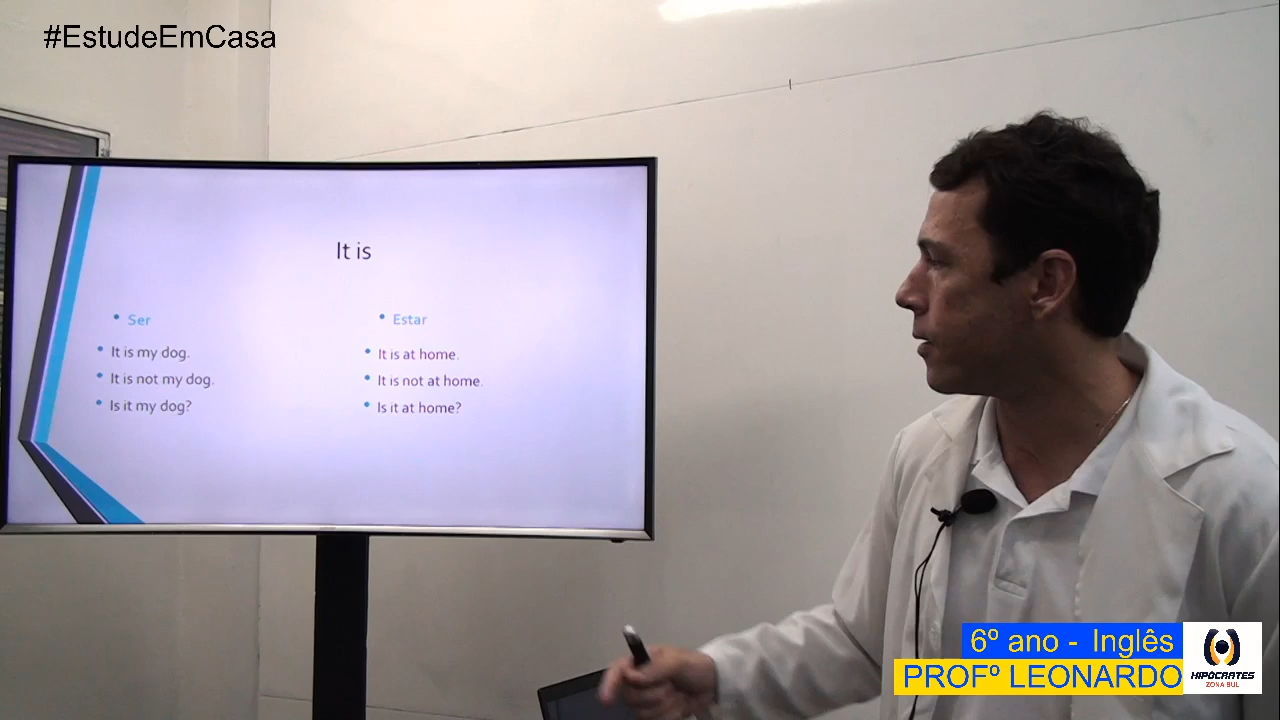 #EstudeEmCasa
It is
• Ser
• It is my dog.
• It is not my dog.
• Is it my dog?
• Estar
• It is at home.
• It is not at home.
• Is it at home?
6º ano - Inglês
PROFº LEONARDO
HIPÓCRATES
ZONA SUL